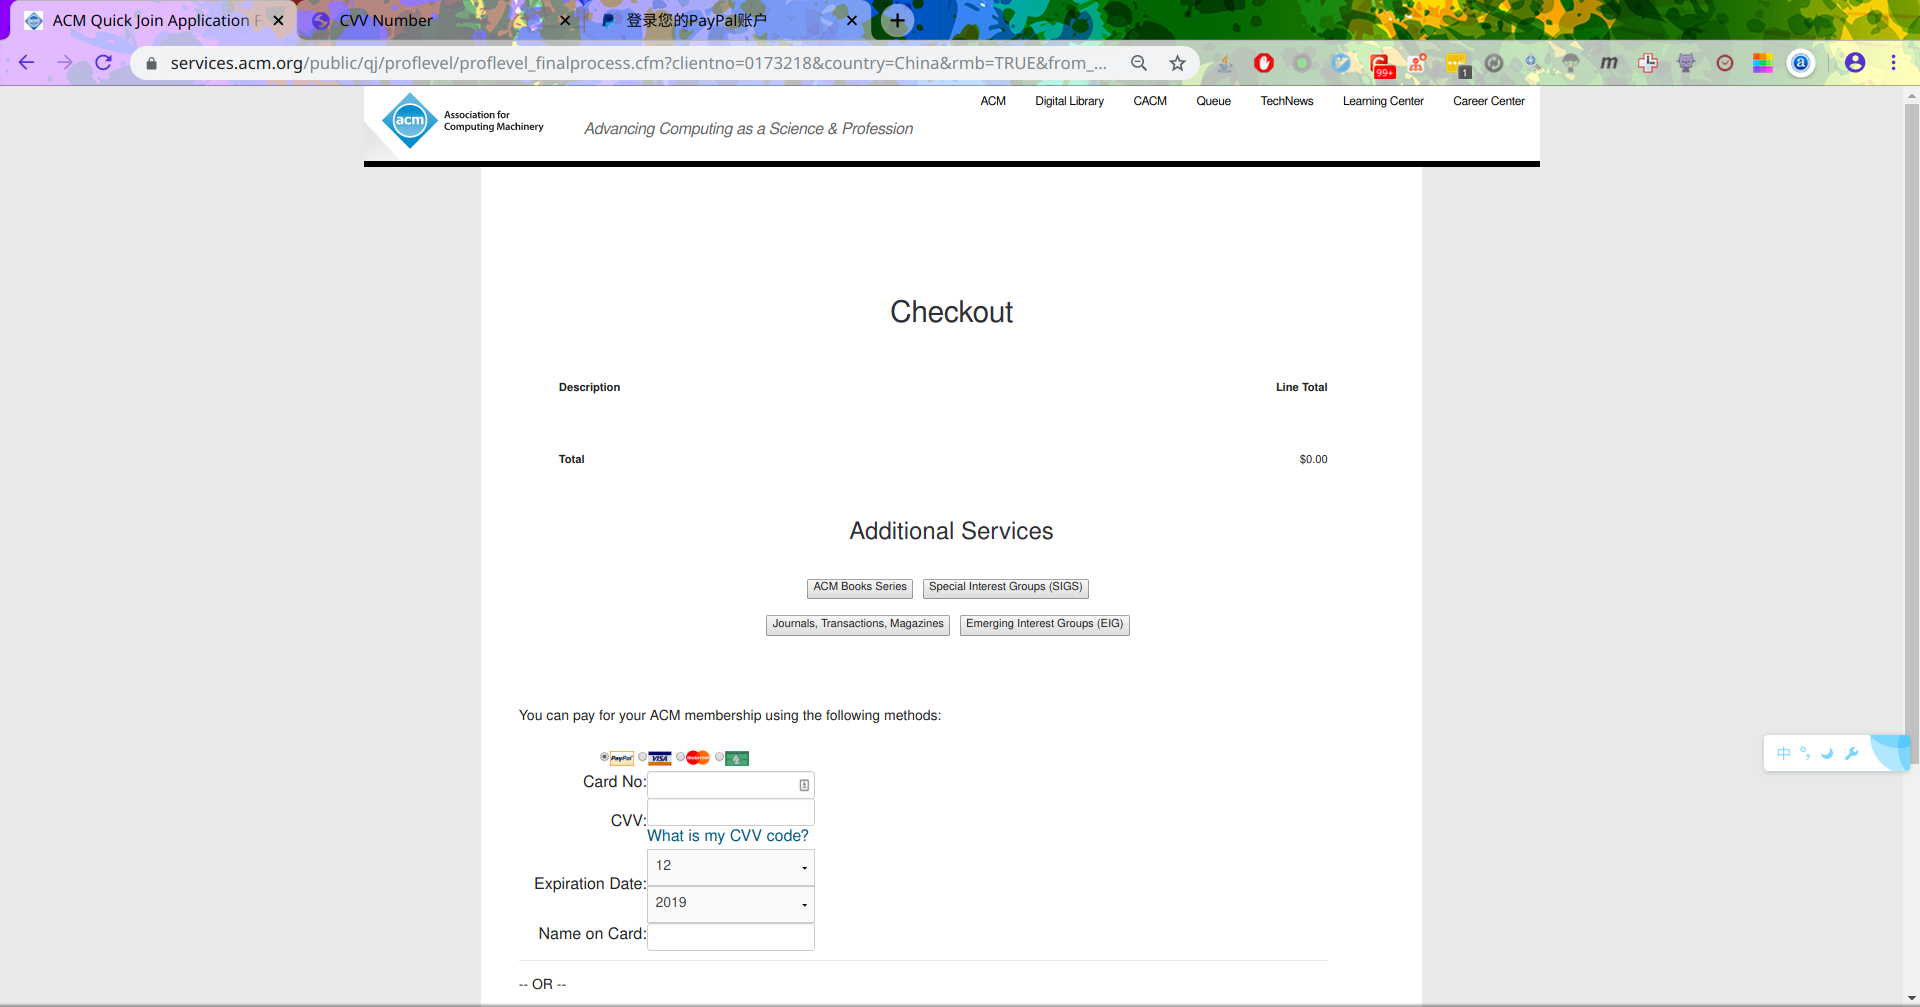 ACM Quick Join Application F
CVV Number
登录您的PayPal账户
services.acm.org/public/qj/proflevel/proflevel_finalprocess.cfm?clientno=0173218&country=China&rmb=TRUE&from_...
99+
1
m
acm
Association for
Computing Machinery
Advancing Computing as a Science & Profession
ACM
Digital Library
CACM
Queue
TechNews
Learning Center
Career Center
Checkout
Description
Line Total
Total
$0.00
Additional Services
ACM Books Series
Special Interest Groups (SIGS)
Journals, Transactions, Magazines
Emerging Interest Groups (EIG)
You can pay for your ACM membership using the following methods:
PayPal
VISA
MasterCard
Card No:
CVV:
What is my CVV code?
Expiration Date:
12
2019
Name on Card:
-- OR --
中